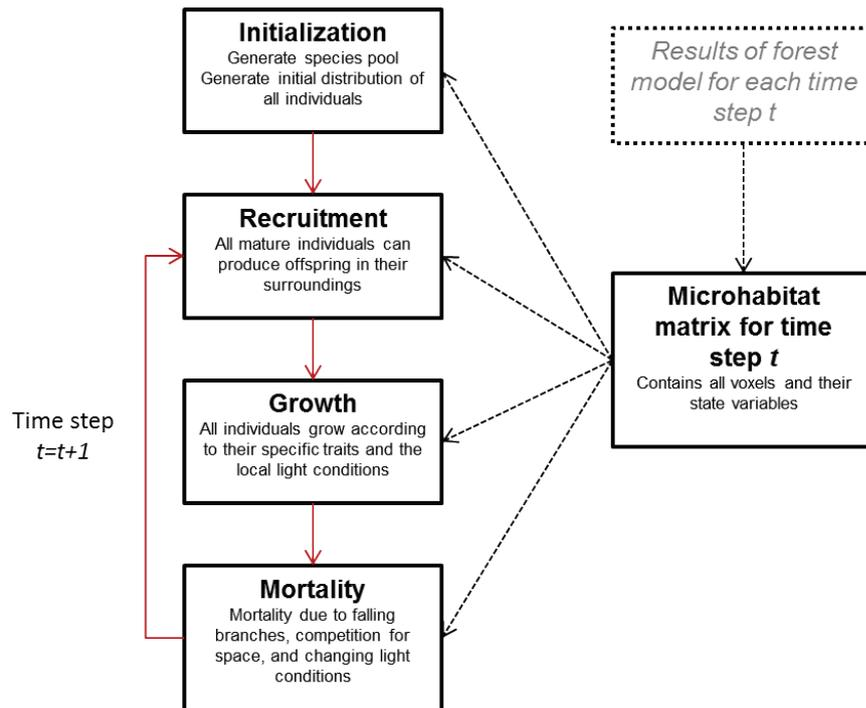 Initialization
Generate species pool
Generate initial distribution of
all individuals
Results of forest
model for each time
step t
Recruitment
All mature individuals can
produce offspring in their
surroundings
Microhabitat
matrix for time
step t
Contains all voxels and their
state variables
Growth
All individuals grow according
to their specific traits and the
local light conditions
Time step
t=t+1
Mortality
Mortality due to falling
branches, competition for
space, and changing light
conditions